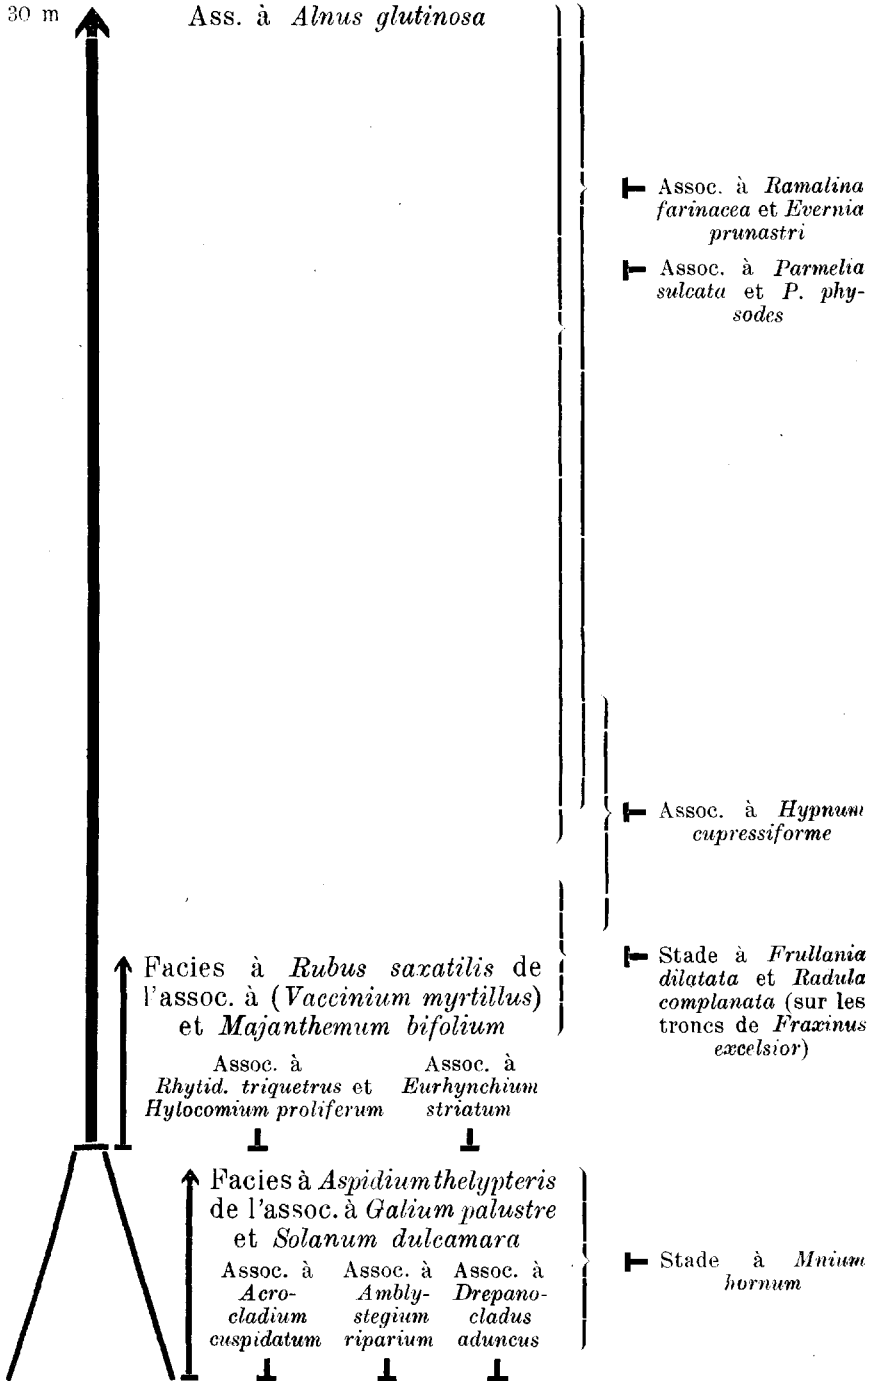 30 m
Ass. à Alnus glutinosa
Assoc. à Ramalina
farinacea et Evernia
prunastri
Assoc. à Parmelia
sulcata et P. phy-
sodes
Assoc. à Hypnum
cupressiforme
Stade à Frullania
dilatata et Radula
complanata (sur les
troncs de Fraxinus
excelsior)
Facies à Rubus saxatilis de
l'assoc. à (Vaccinium myrtillus)
et Majanthemum bifolium
Assoc. à
Rhytid. triquetrus et
Hylocomium proliferum
Assoc. à
Eurhynchium
striatum
Facies à Aspidium thelypteris
de l'assoc. à Galium palustre
et Solanum dulcamara
Assoc. à
Acro-
cladium
cuspidatum
Assoc. à
Ambly-
stegium
riparium
Assoc. à
Drepano-
cladus
aduncus
Stade à Mnium
hornum